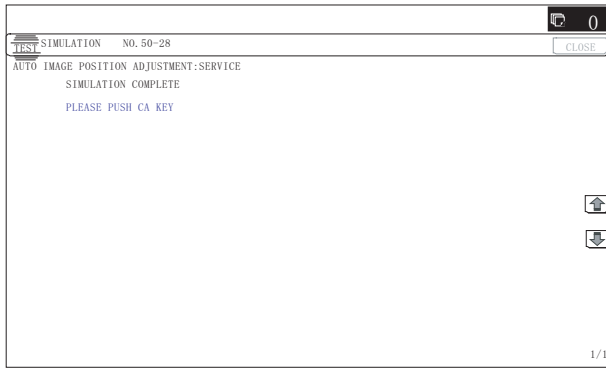 0
TEST SIMULATION NO. 50-28
CLOSE
AUTO IMAGE POSITION ADJUSTMENT:SERVICE
SIMULATION COMPLETE
PLEASE PUSH CA KEY
1/1